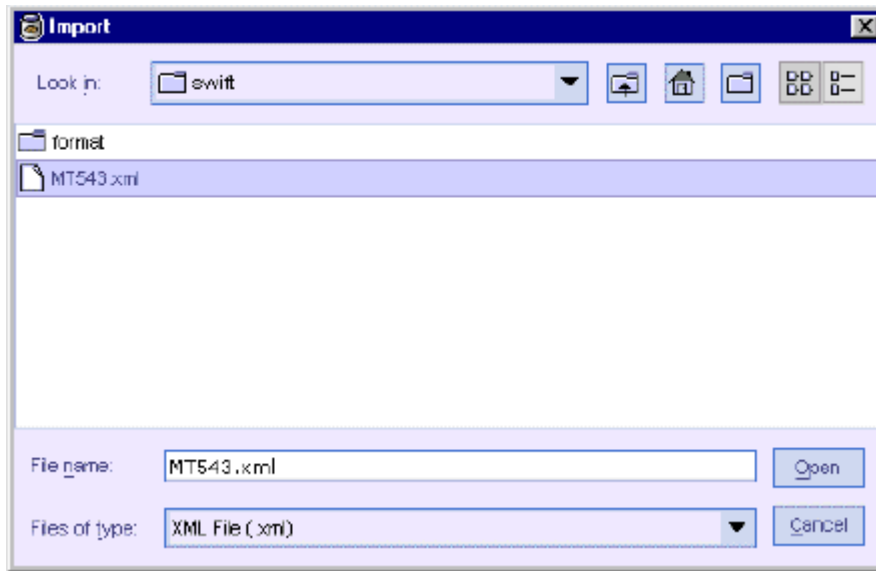 Import
Look in: swift
format
MT543.xml
File name: MT543.xml Open
Files of type: XML File (.xml) Cancel